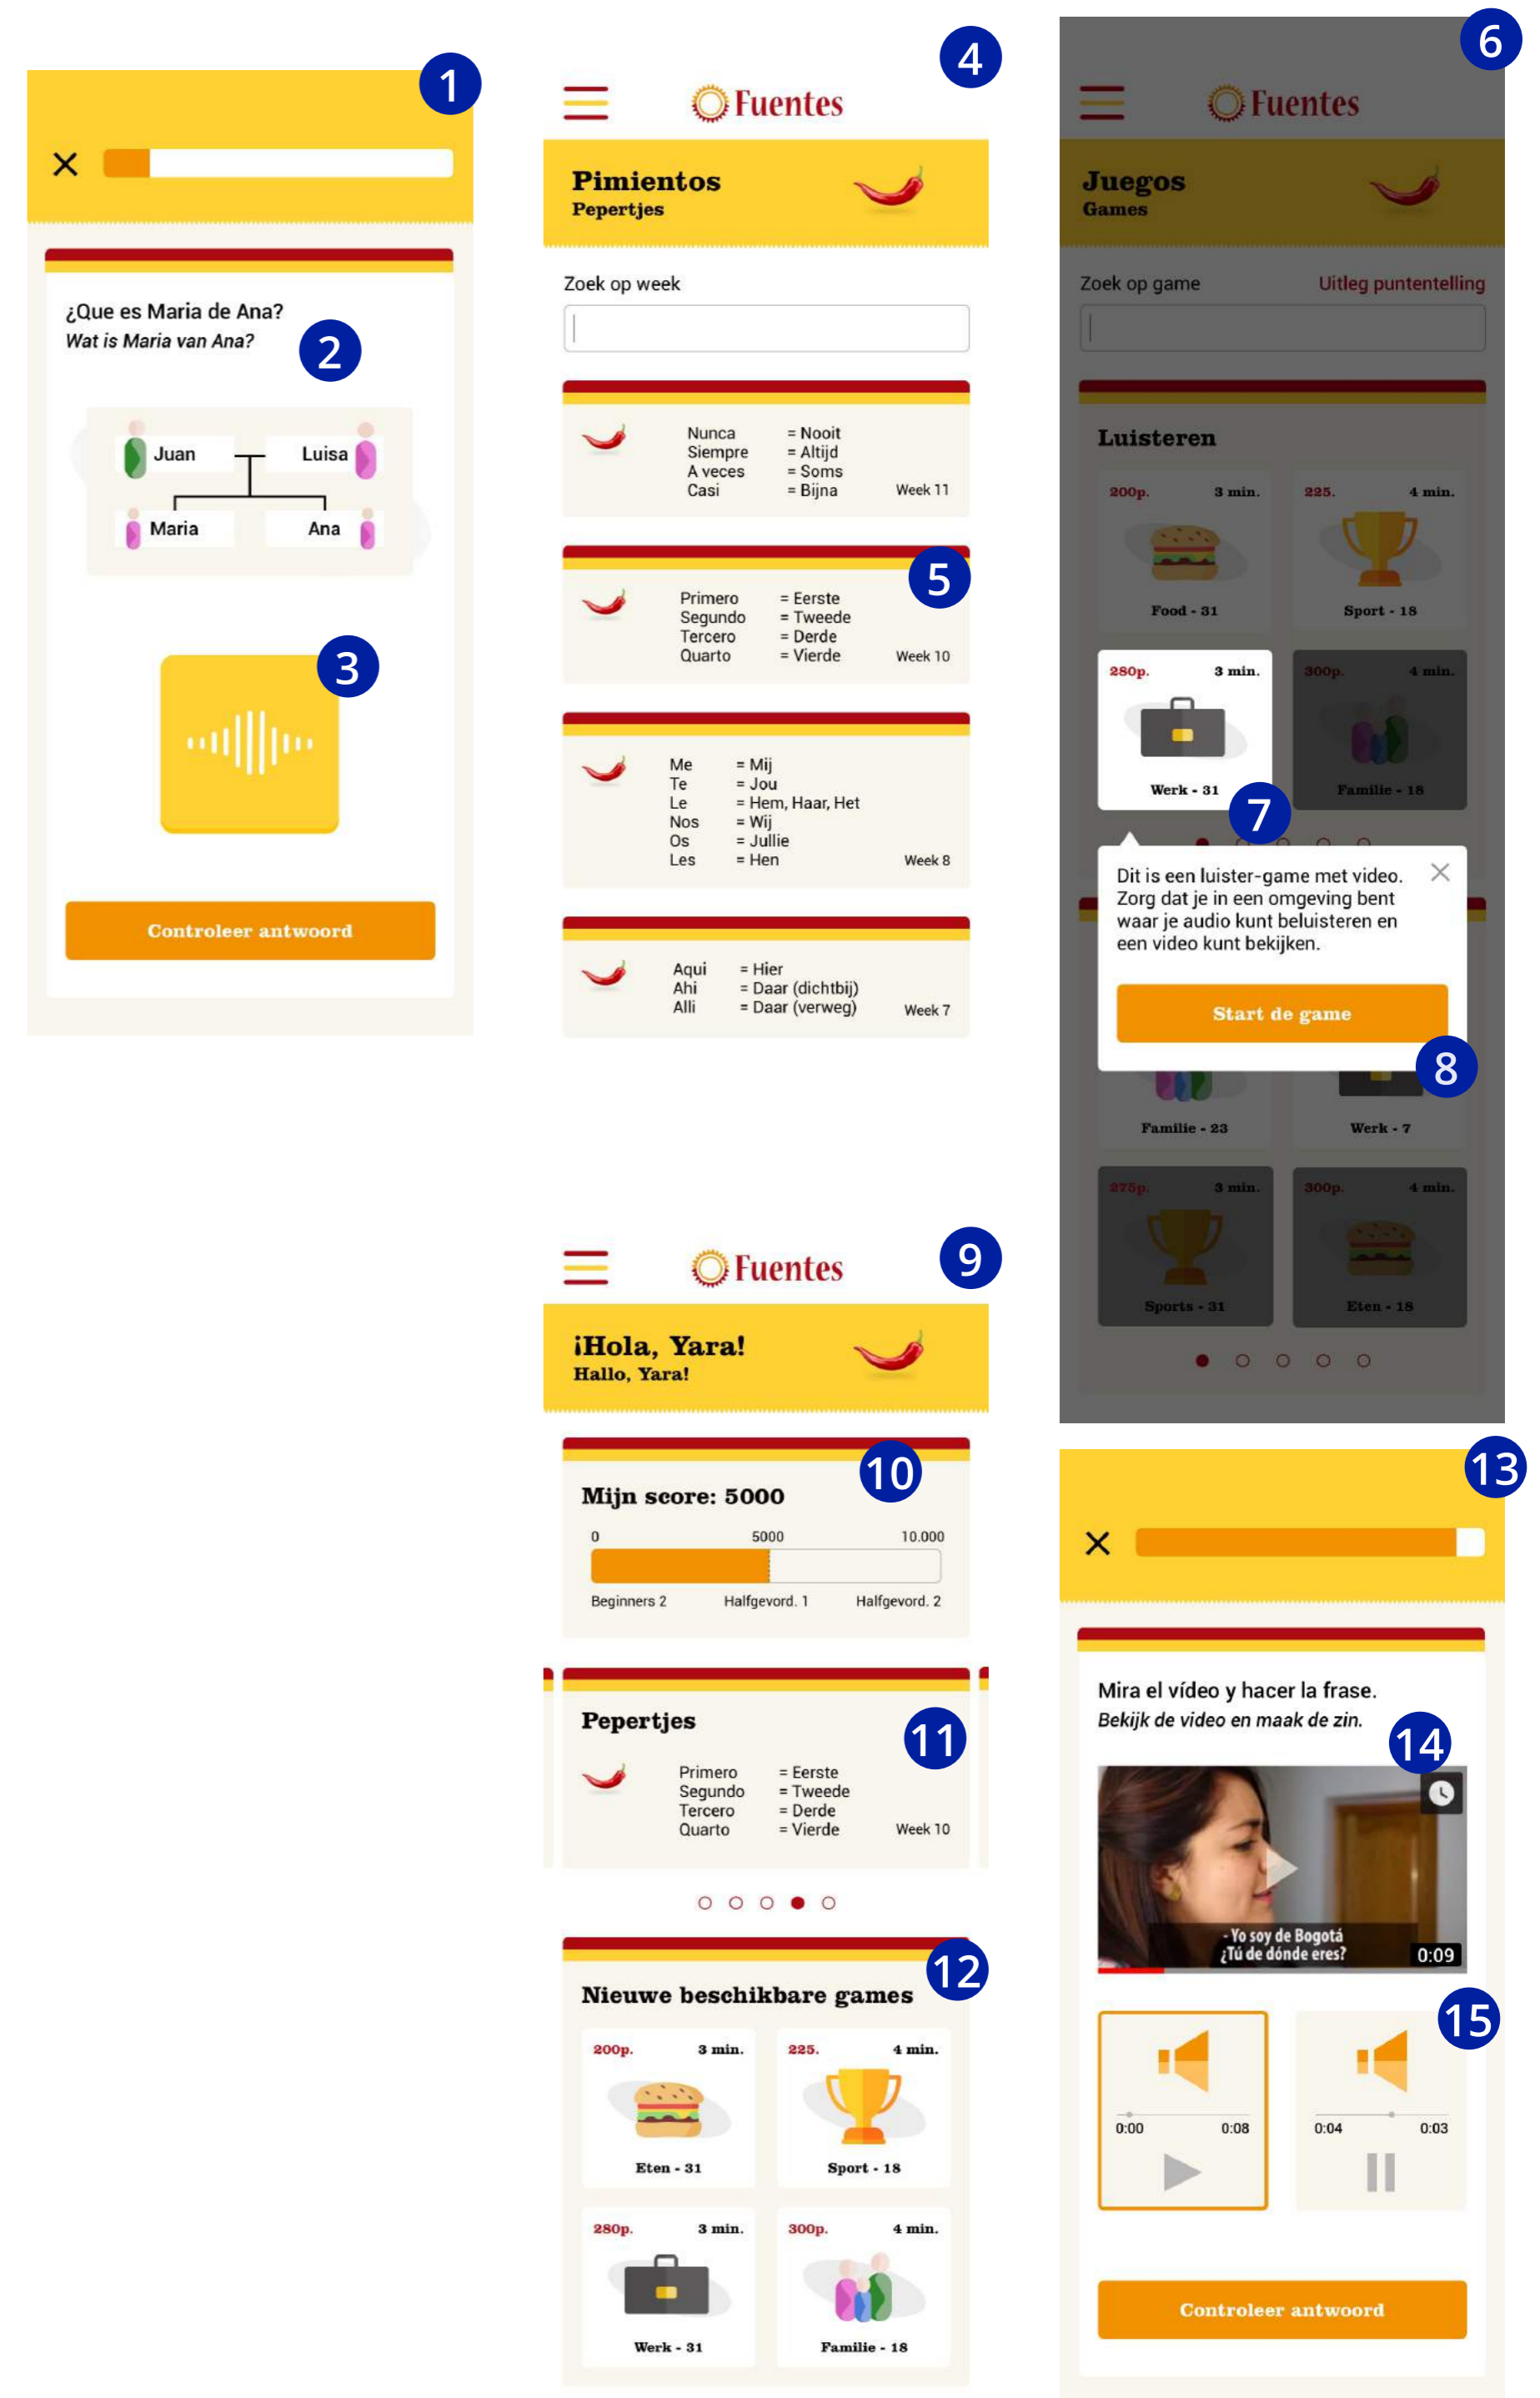 1
¿Que es Maria de Ana?
Wat is Maria van Ana?
2
Juan
Luisa
Maria
Ana
3
Controleer antwoord
4
Fuentes
Pimientos
Pepertjes
Zoek op week
Nunca = Nooit
Siempre = Altijd
A veces = Soms
Casi = Bijna
Week 11
5
Primero = Eerste
Segundo = Tweede
Tercero = Derde
Quarto = Vierde
Week 10
Me = Mij
Te = Jou
Le = Hem, Haar, Het
Nos = Wij
Os = Jullie
Les = Hen
Week 8
Aqui = Hier
Ahi = Daar (dichtbij)
Alli = Daar (verweg)
Week 7
6
Fuentes
Juegos
Games
Zoek op game
Uitleg puntentelling
Luisteren
200p. 3 min.
Food - 31
225. 4 min.
Sport - 18
280p. 3 min.
Werk - 31
300p. 4 min.
Familie - 18
7
Dit is een luister-game met video.
Zorg dat je in een omgeving bent
waar je audio kunt beluisteren en
een video kunt bekijken.
Start de game
8
Familie - 23
Werk - 7
275p. 3 min.
Sports - 31
300p. 4 min.
Eten - 18
9
Fuentes
¡Hola, Yara!
Hallo, Yara!
10
Mijn score: 5000
0 5000 10.000
Beginners 2 Halfgevord. 1 Halfgevord. 2
Pepertjes
11
Primero = Eerste
Segundo = Tweede
Tercero = Derde
Quarto = Vierde
Week 10
12
Nieuwe beschikbare games
200p. 3 min.
Eten - 31
225. 4 min.
Sport - 18
280p. 3 min.
Werk - 31
300p. 4 min.
Familie - 18
13
Mira el vídeo y hacer la frase.
Bekijk de video en maak de zin.
14
- Yo soy de Bogotá
¿Tú de dónde eres?
0:09
15
0:00 0:08
0:04 0:03
Controleer antwoord